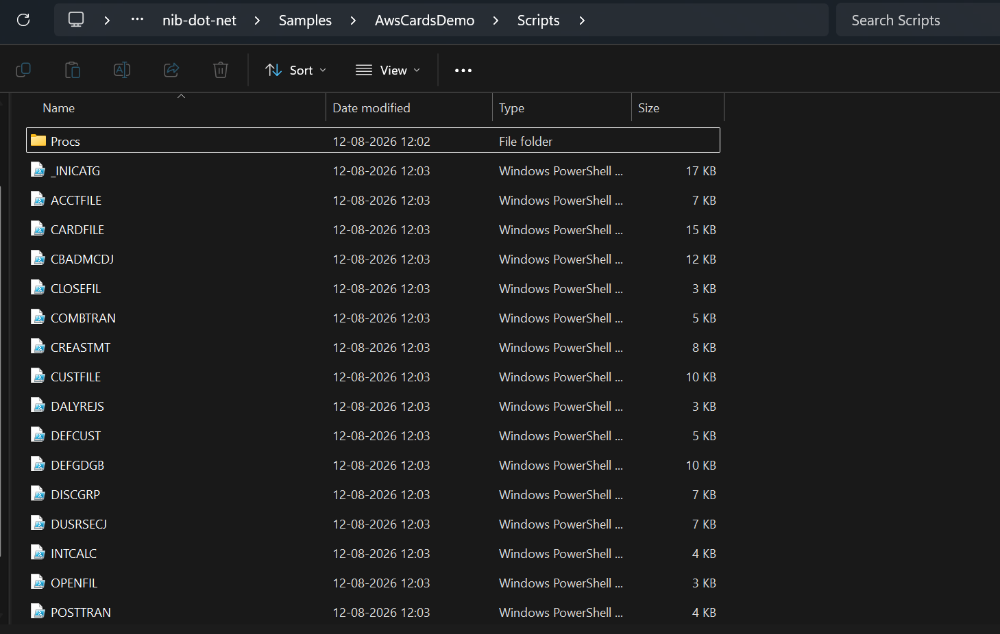 ··· nib-dot-net > Samples > AwsCardsDemo > Scripts > Search Scripts
Sort View ···
Name Date modified Type Size
Procs 12-08-2026 12:02 File folder
_INICATG 12-08-2026 12:03 Windows PowerShell ... 17 KB
ACCTFILE 12-08-2026 12:03 Windows PowerShell ... 7 KB
CARDFILE 12-08-2026 12:03 Windows PowerShell ... 15 KB
CBADMCDJ 12-08-2026 12:03 Windows PowerShell ... 12 KB
CLOSEFIL 12-08-2026 12:03 Windows PowerShell ... 3 KB
COMBTRAN 12-08-2026 12:03 Windows PowerShell ... 5 KB
CREASTMT 12-08-2026 12:03 Windows PowerShell ... 8 KB
CUSTFILE 12-08-2026 12:03 Windows PowerShell ... 10 KB
DALYREJS 12-08-2026 12:03 Windows PowerShell ... 3 KB
DEFCUST 12-08-2026 12:03 Windows PowerShell ... 5 KB
DEFGDGB 12-08-2026 12:03 Windows PowerShell ... 10 KB
DISCGRP 12-08-2026 12:03 Windows PowerShell ... 7 KB
DUSRSECJ 12-08-2026 12:03 Windows PowerShell ... 7 KB
INTCALC 12-08-2026 12:03 Windows PowerShell ... 4 KB
OPENFIL 12-08-2026 12:03 Windows PowerShell ... 3 KB
POSTTRAN 12-08-2026 12:03 Windows PowerShell ... 4 KB